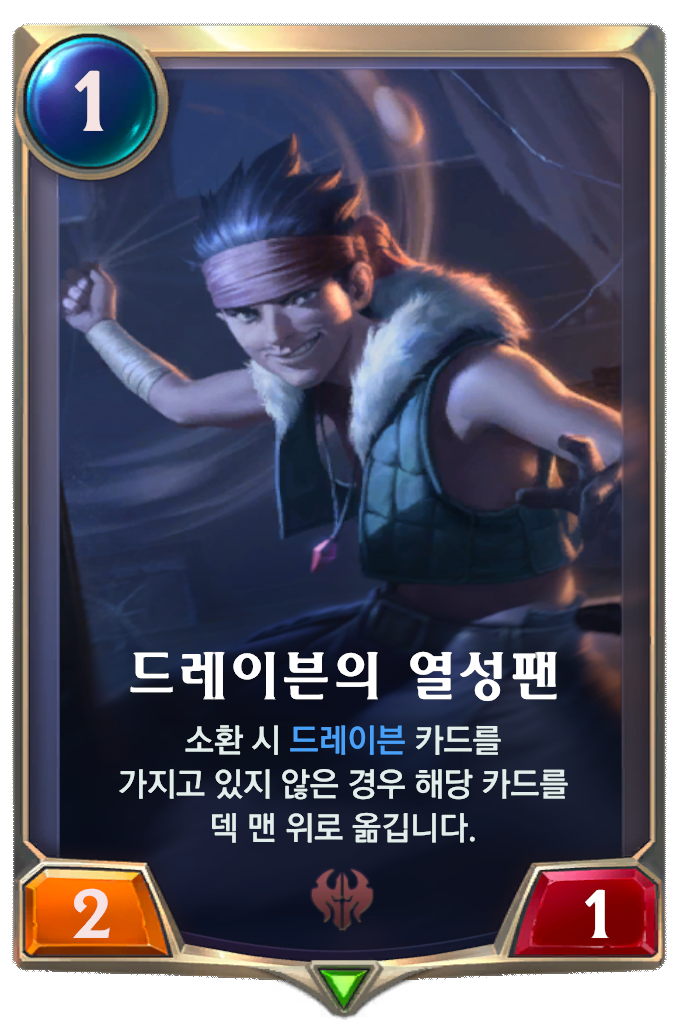 1
드레이븐의 열성팬
소환 시 드레이븐 카드를
가지고 있지 않은 경우 해당 카드를
덱 맨 위로 옮깁니다.
2
1